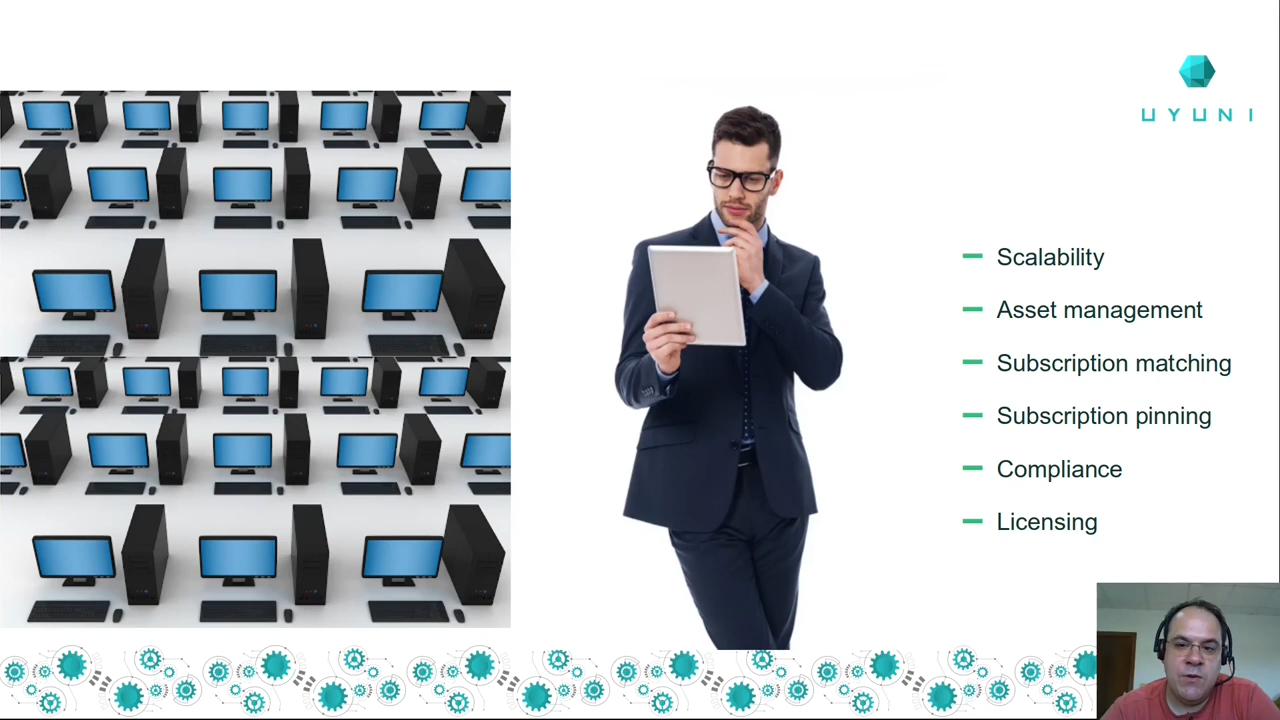 UYUNI
Scalability
Asset management
Subscription matching
Subscription pinning
Compliance
Licensing